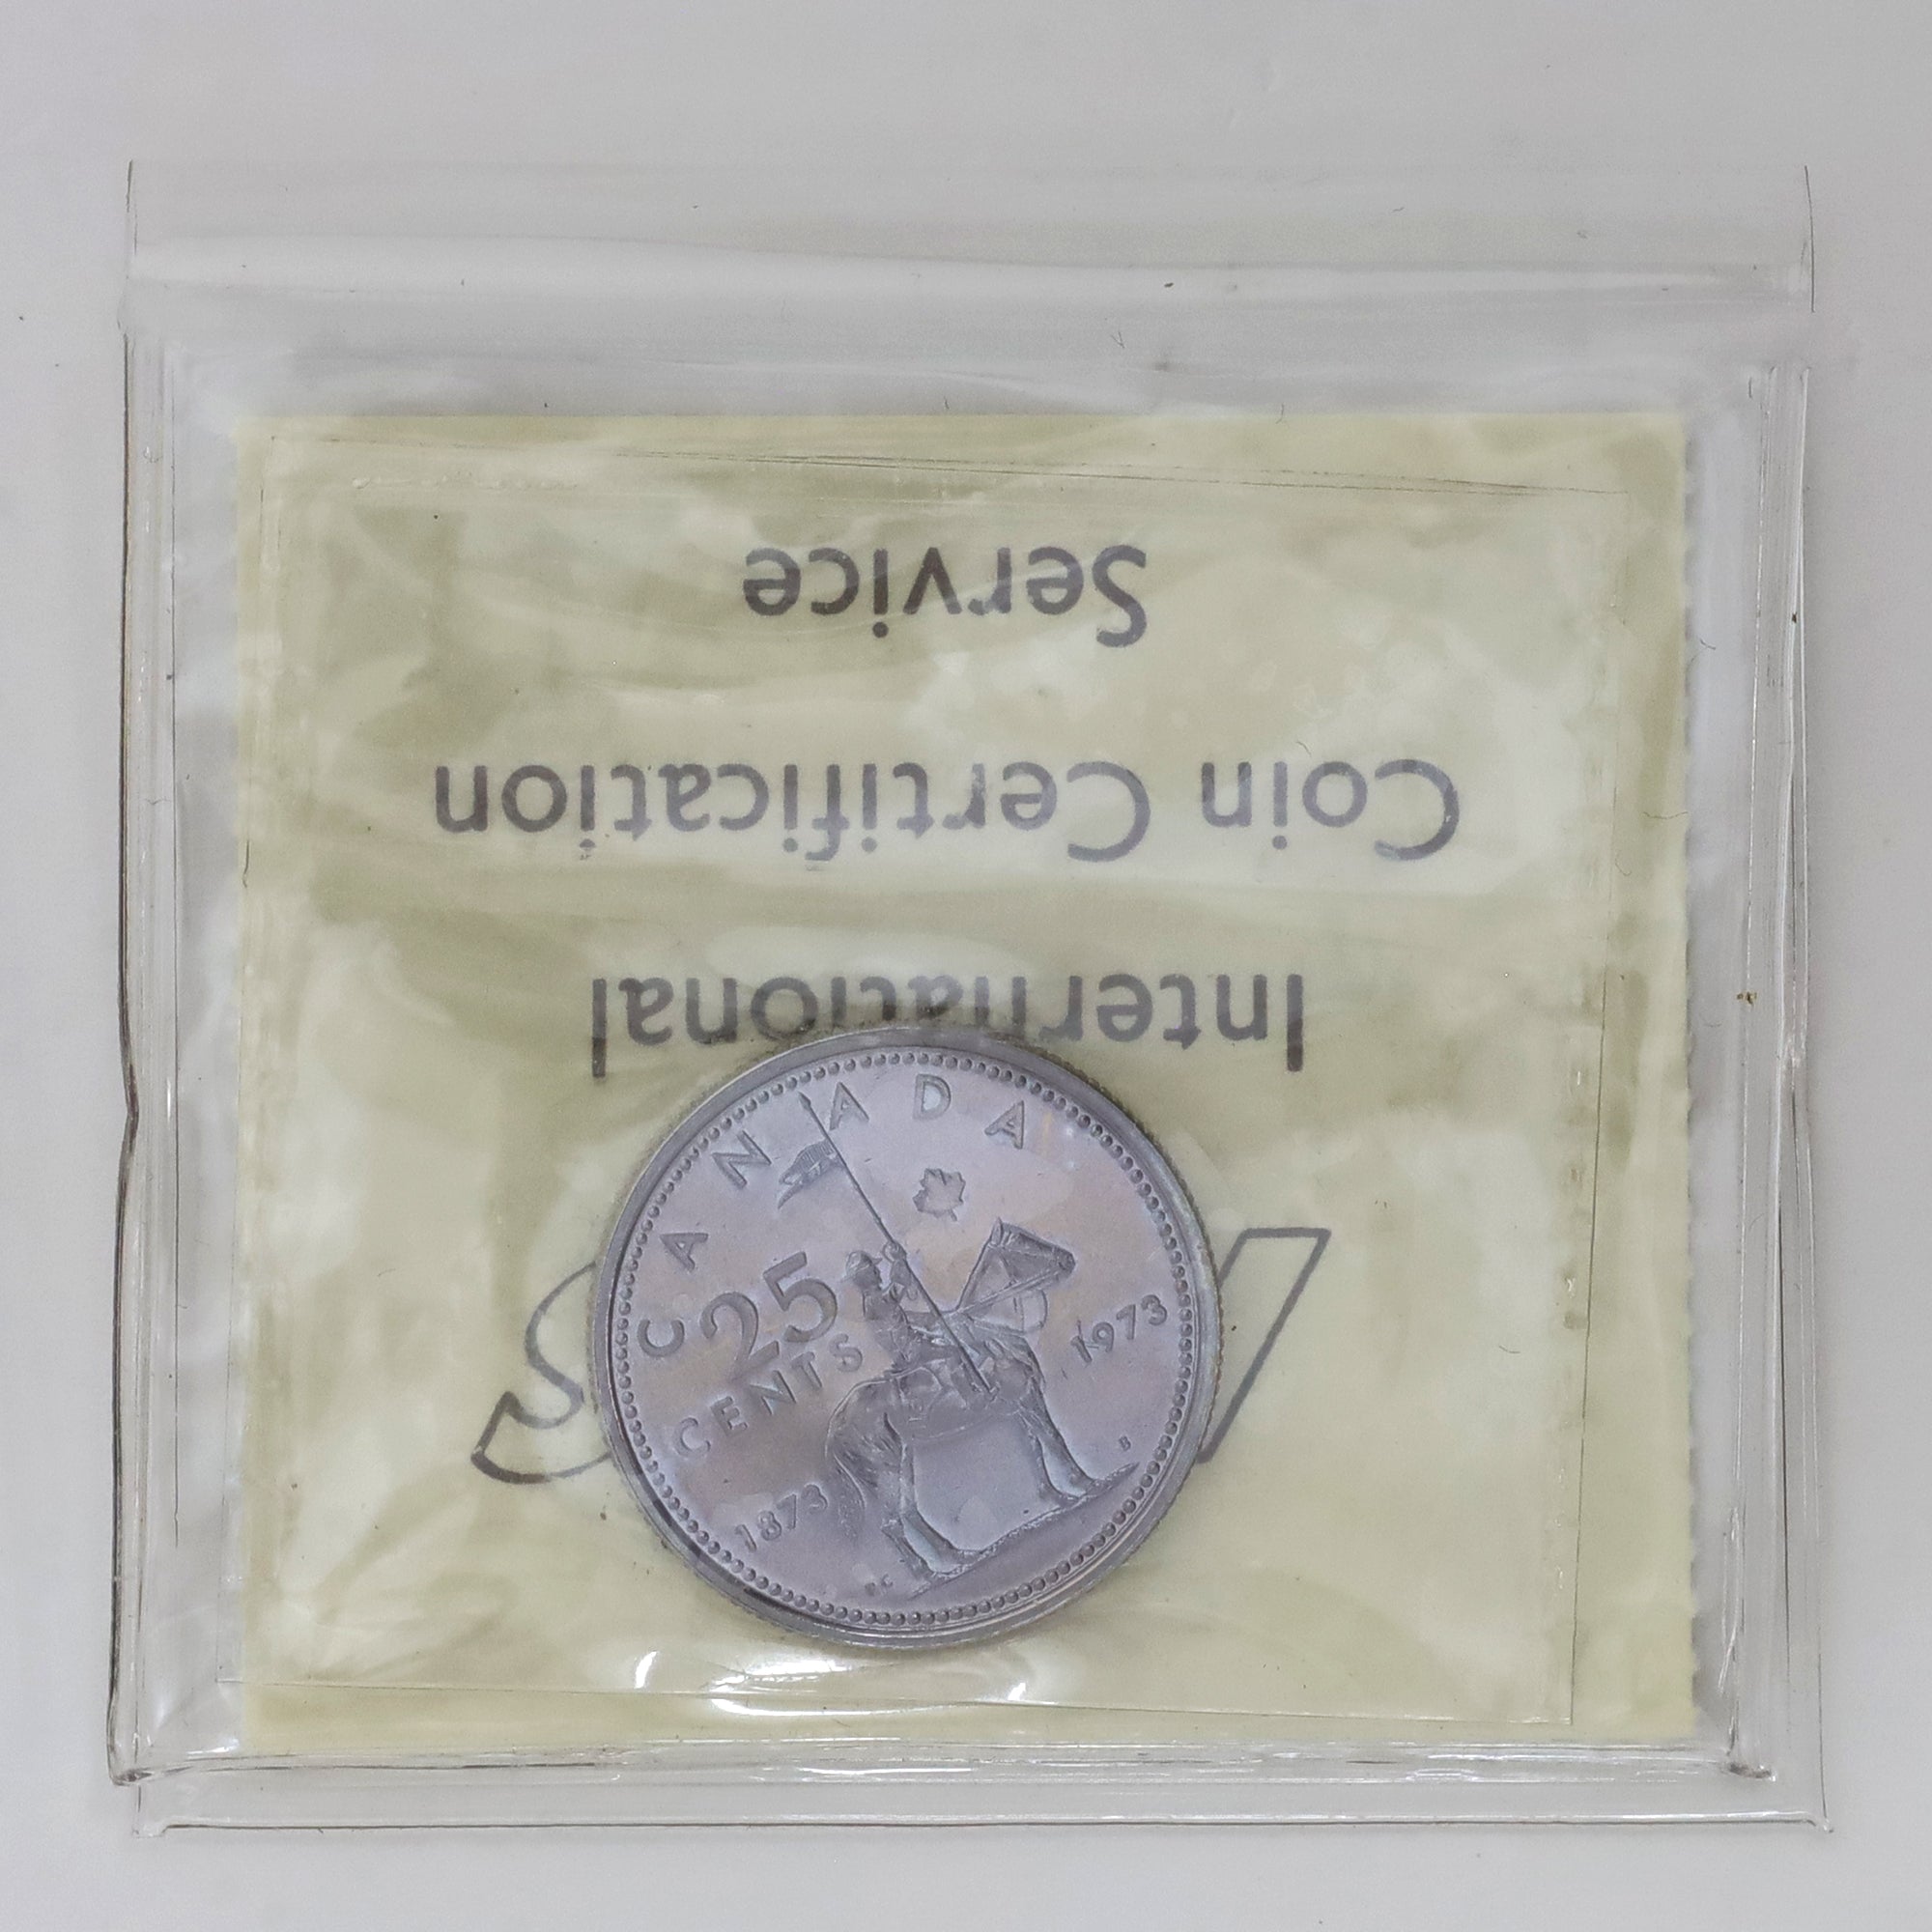 International
Coin Certification
Service
CANADA
25
CENTS
1873
1973